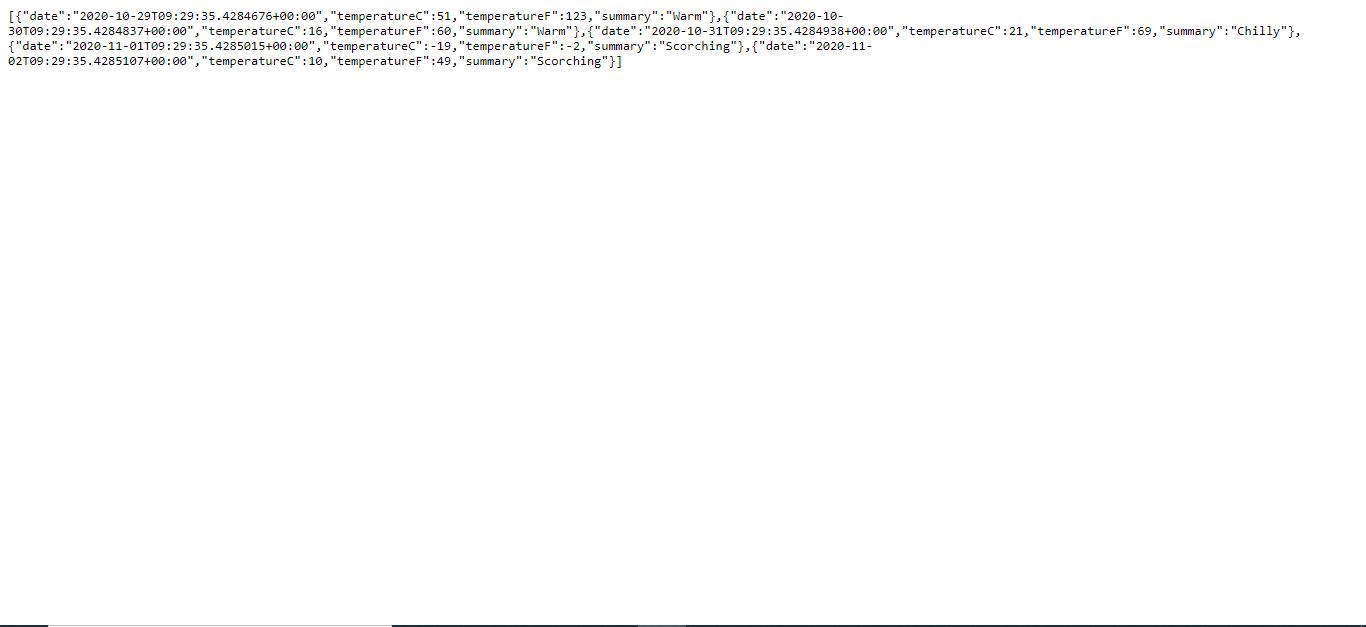 [{"date":"2020-10-29T09:29:35.4284676+00:00","temperatureC":51,"temperatureF":123,"summary":"Warm"},{"date":"2020-10-
30T09:29:35.4284837+00:00","temperatureC":16,"temperatureF":60,"summary":"Warm"},{"date":"2020-10-31T09:29:35.4284938+00:00","temperatureC":21,"temperatureF":69,"summary":"Chilly"},
{"date":"2020-11-01T09:29:35.4285015+00:00","temperatureC":-19,"temperatureF":-2,"summary":"Scorching"},{"date":"2020-11-
02T09:29:35.4285107+00:00","temperatureC":10,"temperatureF":49,"summary":"Scorching"}]